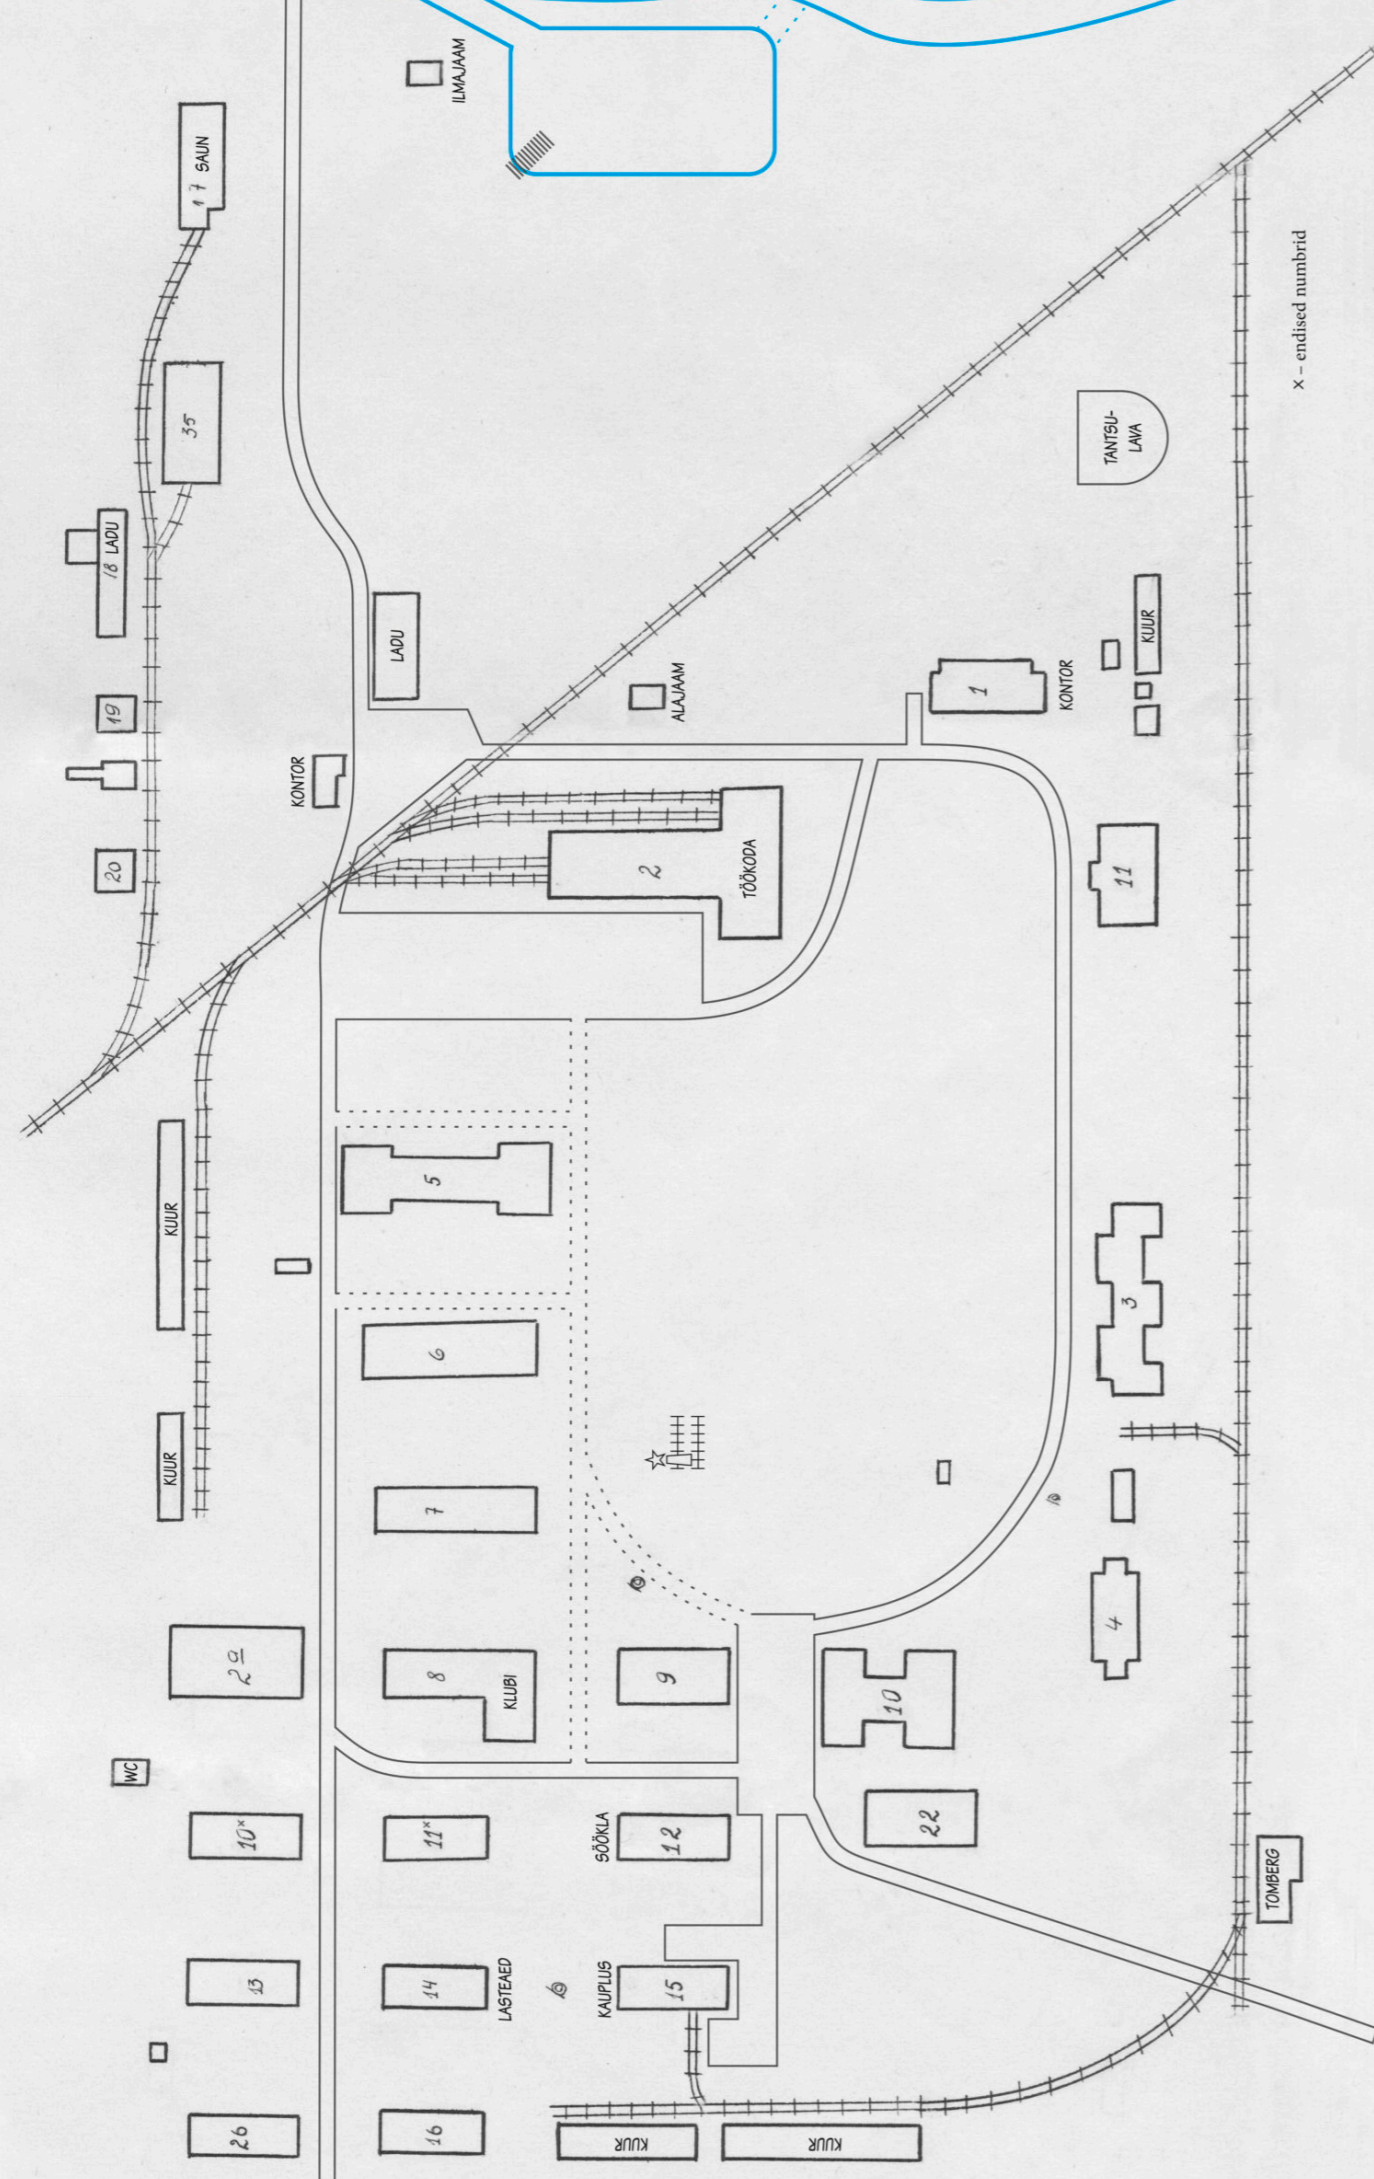 ILMAJAAM
17 SAUN
35
18 LADU
x – endised numbrid
TANTSU-
LAVA
LADU
KUUR
19
ALAJAAM
1
KONTOR
KONTOR
20
2
TÖÖKODA
11
KUUR
5
3
6
KUUR
7
2a
8
KLUBI
9
10
4
WC
10x
11x
SÖÖKLA
12
22
TOMBERG
13
14
LASTEAED
KAUPLUS
15
26
16
KUUR
KUUR